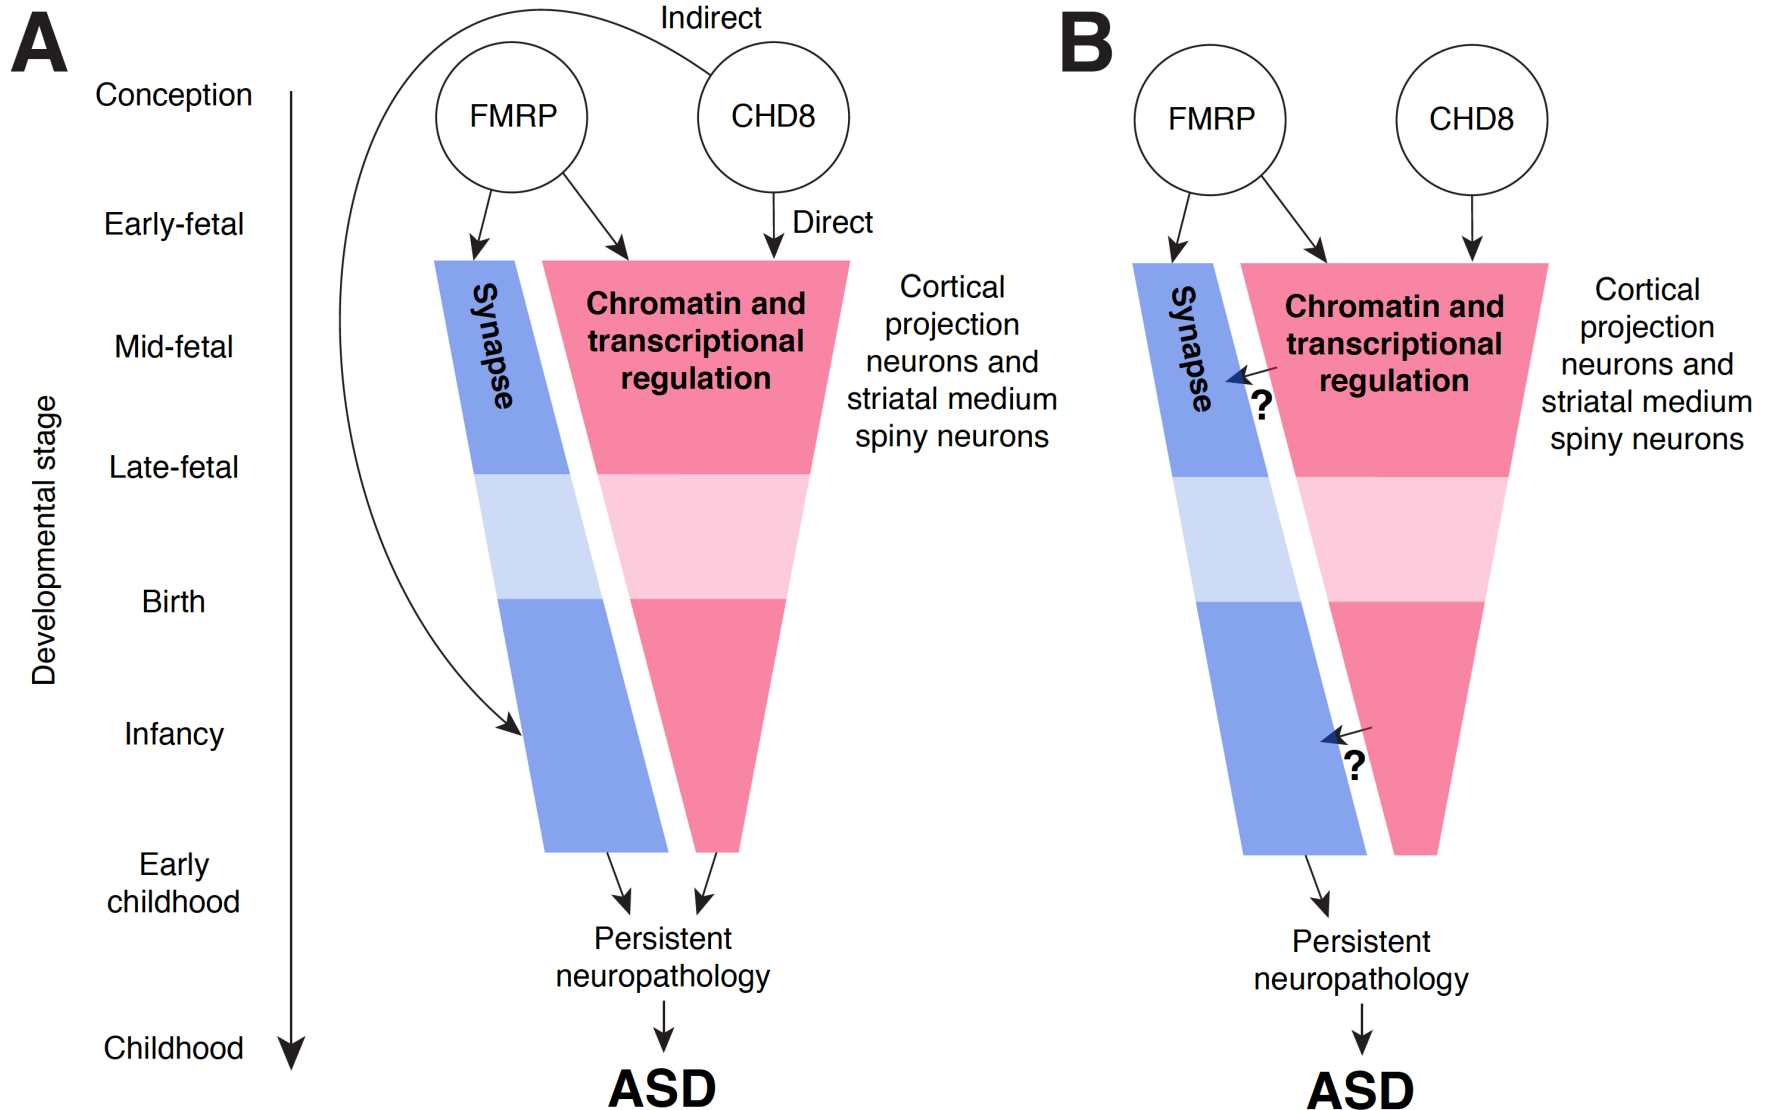 A
Indirect
Conception
FMRP
CHD8
Early-fetal
Direct
Synapse
Chromatin and
transcriptional
regulation
Cortical
projection
neurons and
striatal medium
spiny neurons
Mid-fetal
Late-fetal
Developmental stage
Birth
Infancy
Early
childhood
Persistent
neuropathology
Childhood
ASD
B
FMRP
CHD8
Synapse
Chromatin and
transcriptional
regulation
?
Cortical
projection
neurons and
striatal medium
spiny neurons
?
Persistent
neuropathology
ASD